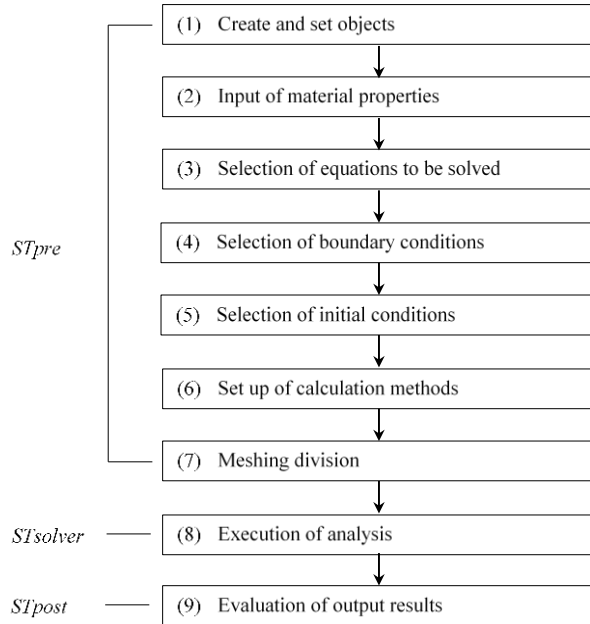 (1) Create and set objects
(2) Input of material properties
(3) Selection of equations to be solved
STpre
(4) Selection of boundary conditions
(5) Selection of initial conditions
(6) Set up of calculation methods
(7) Meshing division
STsolver
(8) Execution of analysis
STpost
(9) Evaluation of output results